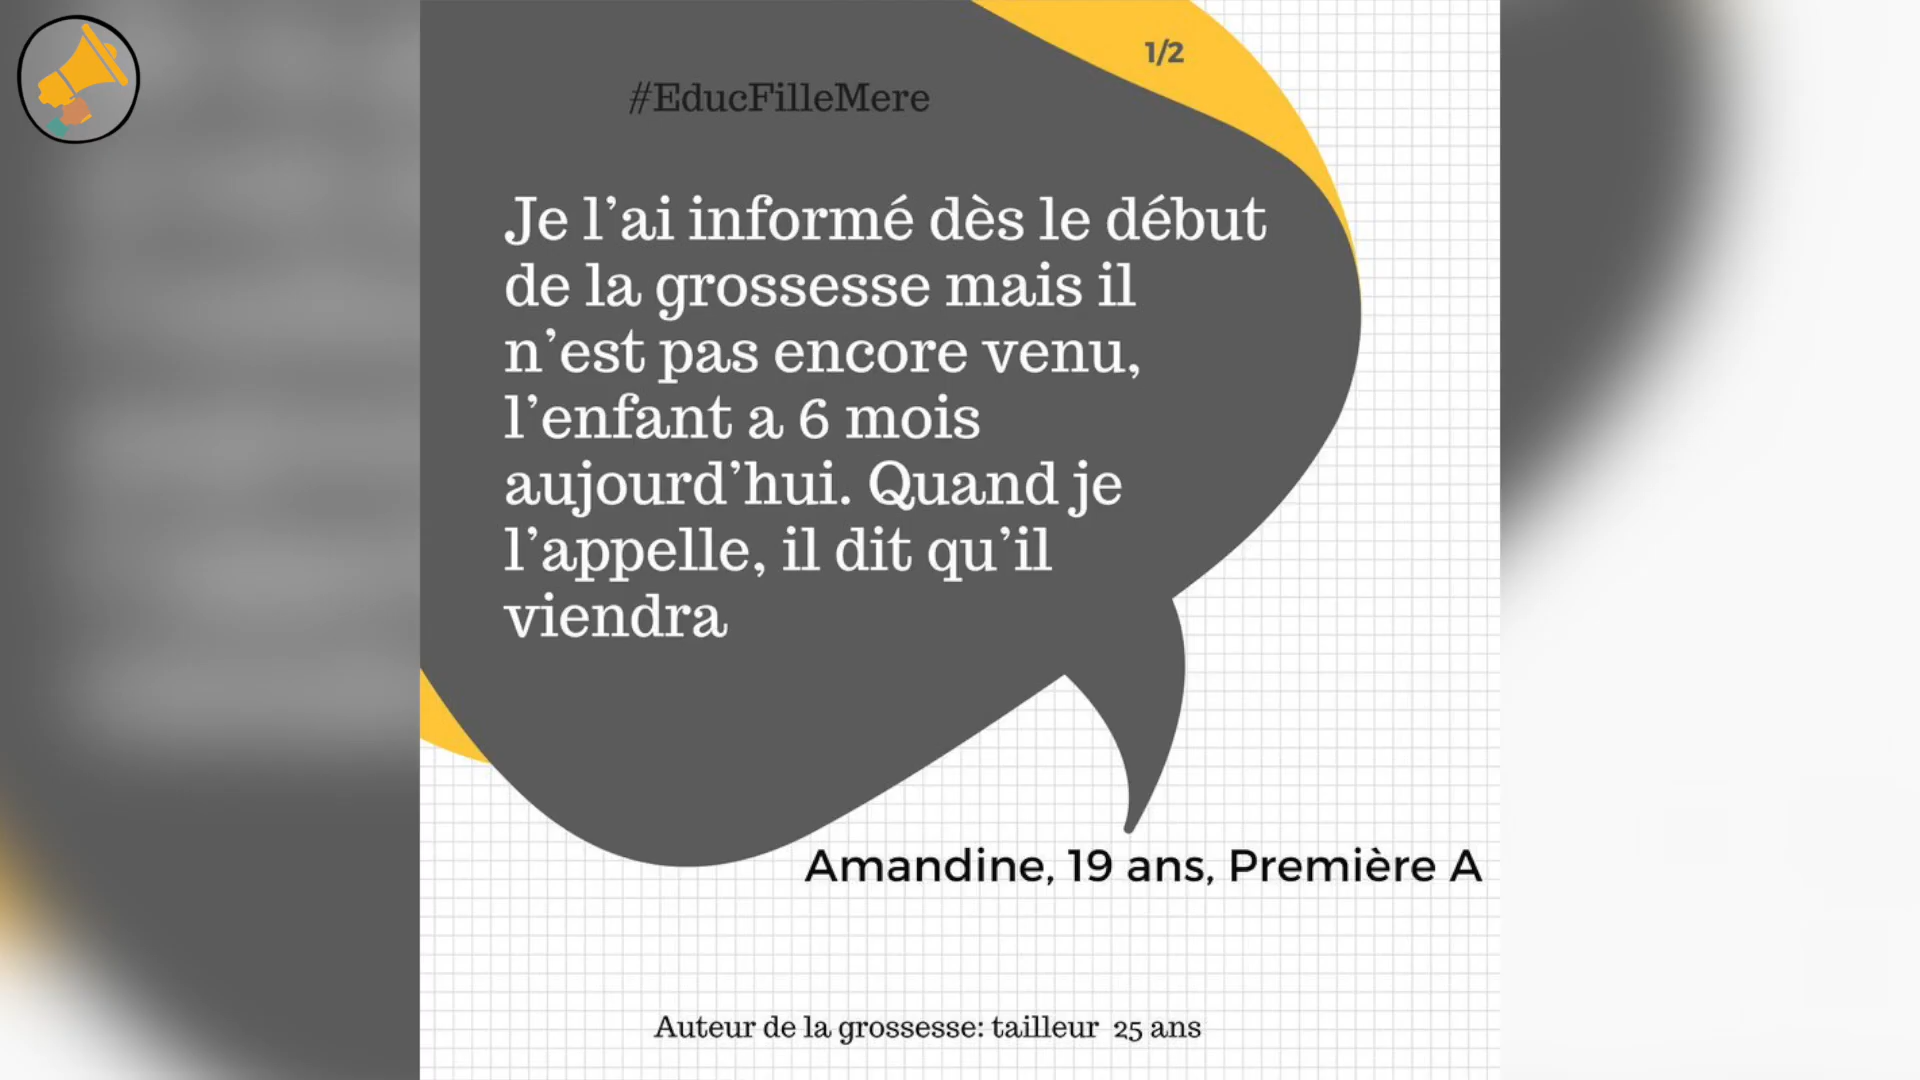 1/2
#EducFilleMere
Je l’ai informé dès le début
de la grossesse mais il
n’est pas encore venu,
l’enfant a 6 mois
aujourd’hui. Quand je
l’appelle, il dit qu’il
viendra
Amandine, 19 ans, Première A
Auteur de la grossesse: tailleur 25 ans